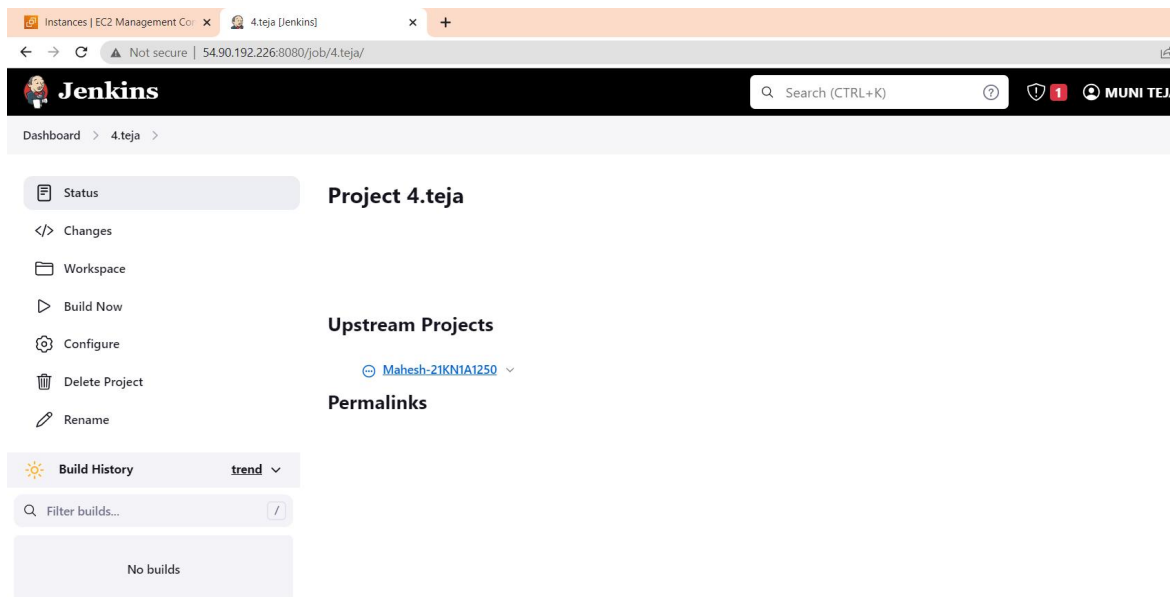 Instances | EC2 Management Con
4.teja [Jenkins]
Not secure | 54.90.192.226:8080/job/4.teja/
Jenkins
Search (CTRL+K)
1
MUNI TEJA
Dashboard > 4.teja >
Status
Changes
Workspace
Build Now
Configure
Delete Project
Rename
Build History
trend
Filter builds...
/
No builds
Project 4.teja
Upstream Projects
Mahesh-21KN1A1250
Permalinks